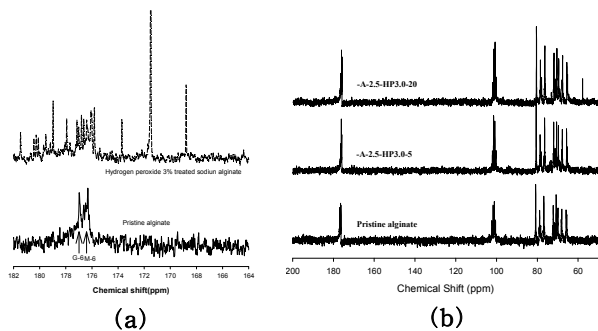 Hydrogen peroxide 3% treated sodiun alginate
Pristine alginate
G-6 M-6
182 180 178 176 174 172 170 168 166 164
Chemical shift(ppm)
(a)
-A-2.5-HP3.0-20
-A-2.5-HP3.0-5
Pristine alginate
200 180 160 140 120 100 80 60
Chemical Shift (ppm)
(b)